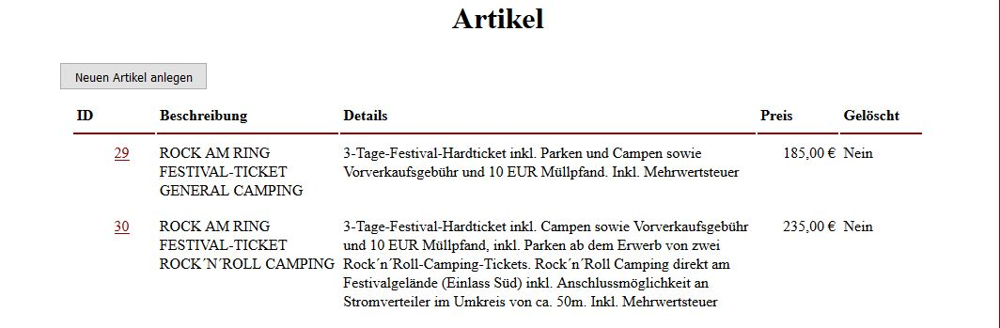 Artikel
Neuen Artikel anlegen
ID Beschreibung Details Preis Gelöscht
29 ROCK AM RING 3-Tage-Festival-Hardticket inkl. Parken und Campen sowie 185,00 € Nein
FESTIVAL-TICKET Vorverkaufsgebühr und 10 EUR Müllpfand. Inkl. Mehrwertsteuer
GENERAL CAMPING
30 ROCK AM RING 3-Tage-Festival-Hardticket inkl. Campen sowie Vorverkaufsgebühr 235,00 € Nein
FESTIVAL-TICKET und 10 EUR Müllpfand, inkl. Parken ab dem Erwerb von zwei
ROCK´N´ROLL CAMPING Rock´n´Roll-Camping-Tickets. Rock´n´Roll Camping direkt am
Festivalgelände (Einlass Süd) inkl. Anschlussmöglichkeit an
Stromverteiler im Umkreis von ca. 50m. Inkl. Mehrwertsteuer